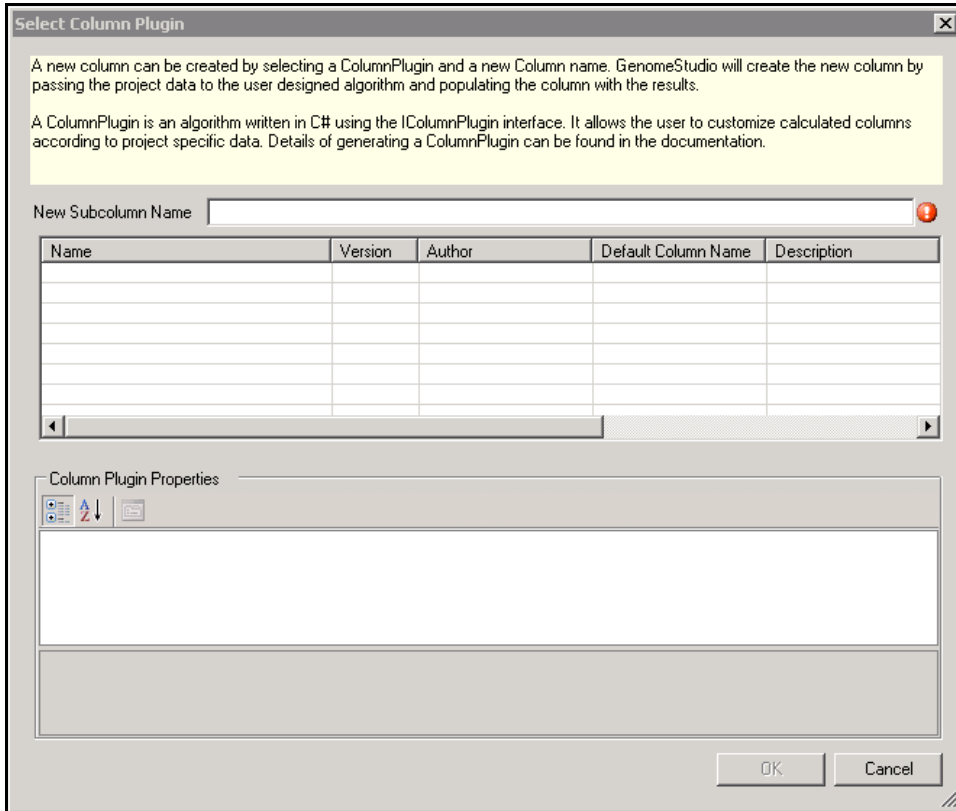 Select Column Plugin
A new column can be created by selecting a ColumnPlugin and a new Column name. GenomeStudio will create the new column by
passing the project data to the user designed algorithm and populating the column with the results.
A ColumnPlugin is an algorithm written in C# using the IColumnPlugin interface. It allows the user to customize calculated columns
according to project specific data. Details of generating a ColumnPlugin can be found in the documentation.
New Subcolumn Name
Name Version Author Default Column Name Description
Column Plugin Properties
OK Cancel